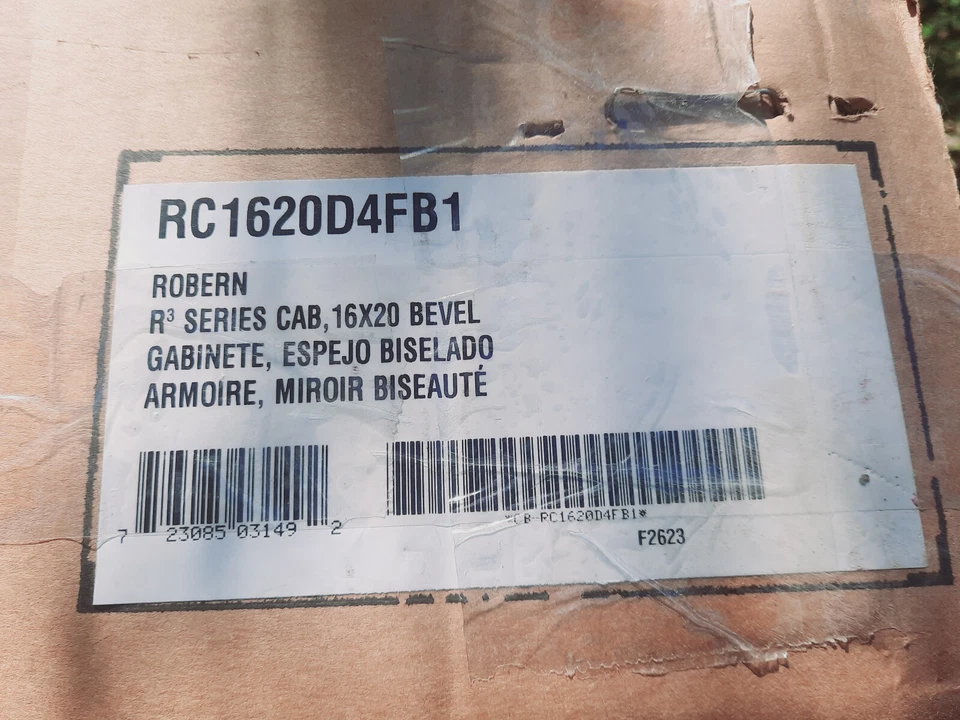 RC1620D4FB1
ROBERN
R³ SERIES CAB,16X20 BEVEL
GABINETE, ESPEJO BISELADO
ARMOIRE, MIROIR BISEAUTÉ
7 23085 03149 2
*CB-RC1620D4FB1*
F2623